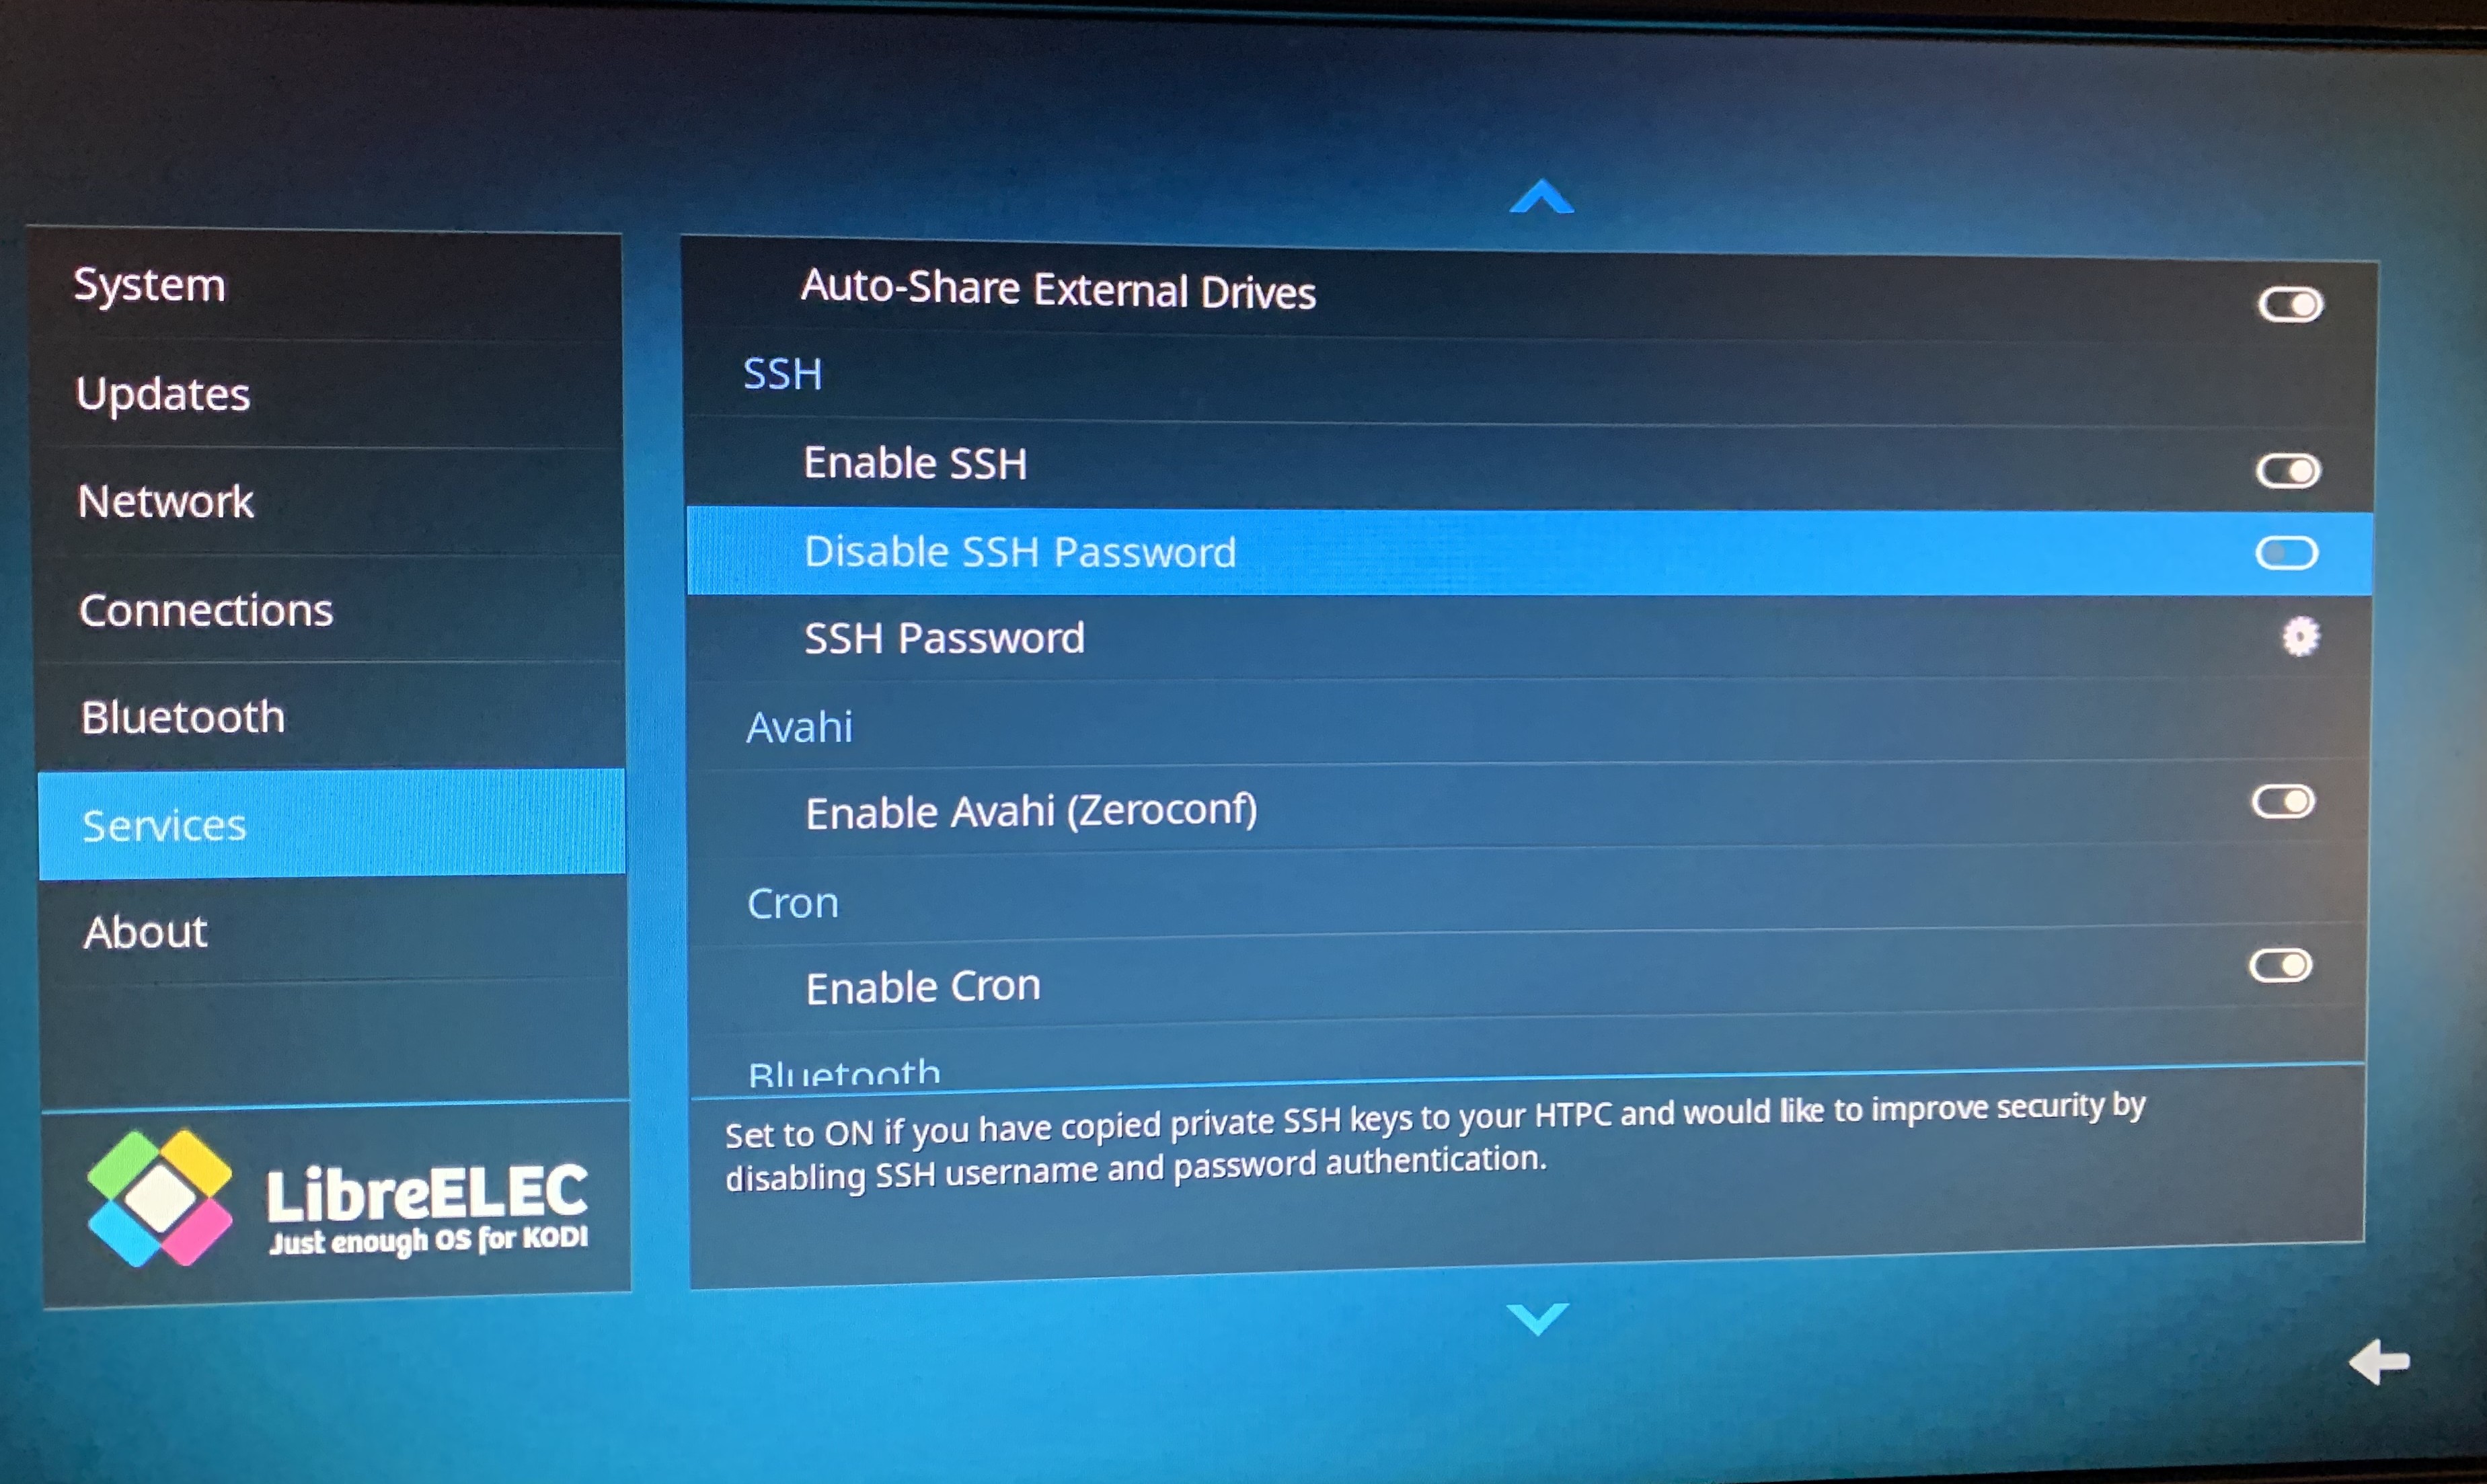 System
Updates
Network
Connections
Bluetooth
Services
About
LibreELEC
Just enough OS for KODI
Auto-Share External Drives
SSH
Enable SSH
Disable SSH Password
SSH Password
Avahi
Enable Avahi (Zeroconf)
Cron
Enable Cron
Bluetooth
Set to ON if you have copied private SSH keys to your HTPC and would like to improve security by
disabling SSH username and password authentication.